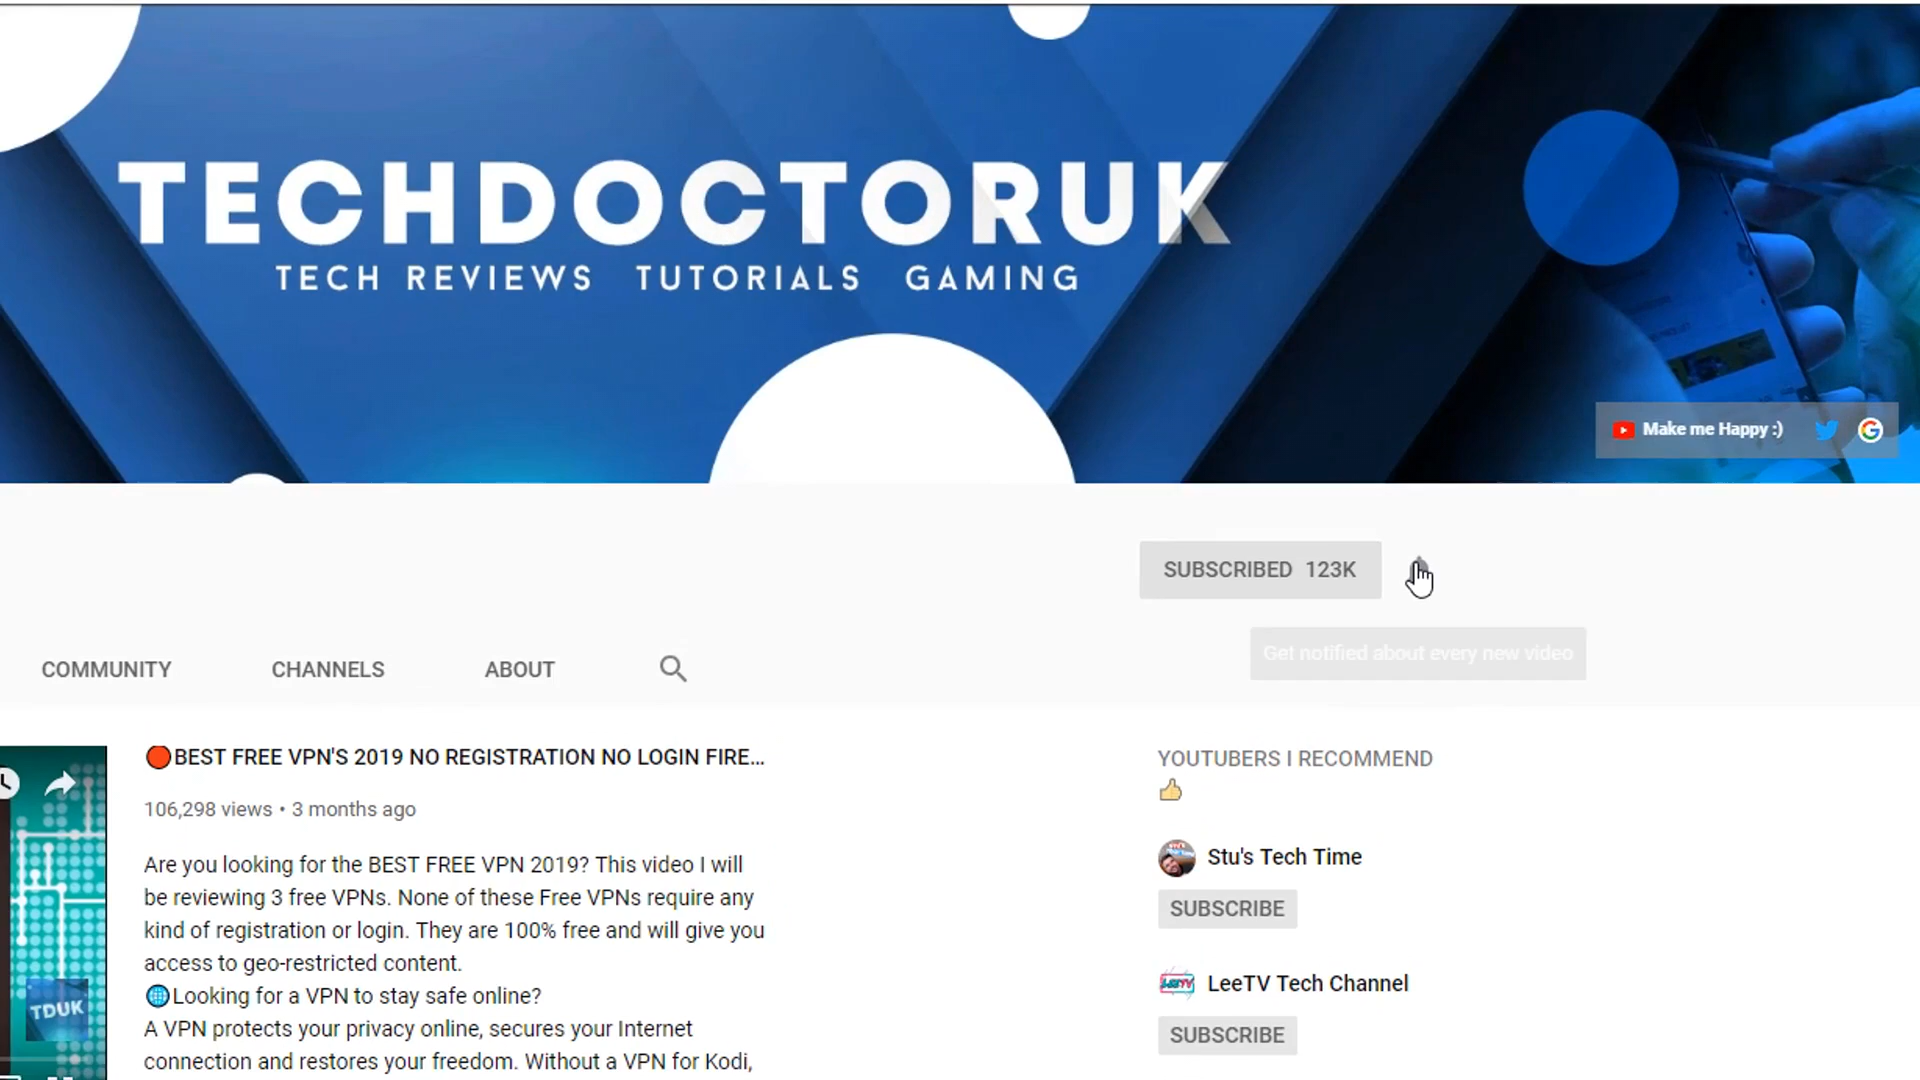 TECHDOCTORUK
TECH REVIEWS TUTORIALS GAMING
Make me Happy :)
SUBSCRIBED 123K
Get notified about every new video
COMMUNITY CHANNELS ABOUT
BEST FREE VPN'S 2019 NO REGISTRATION NO LOGIN FIRE...
106,298 views • 3 months ago
Are you looking for the BEST FREE VPN 2019? This video I will
be reviewing 3 free VPNs. None of these Free VPNs require any
kind of registration or login. They are 100% free and will give you
access to geo-restricted content.
Looking for a VPN to stay safe online?
A VPN protects your privacy online, secures your Internet
connection and restores your freedom. Without a VPN for Kodi,
TDUK
YOUTUBERS I RECOMMEND
Stu's Tech Time
SUBSCRIBE
LEETV
LeeTV Tech Channel
SUBSCRIBE